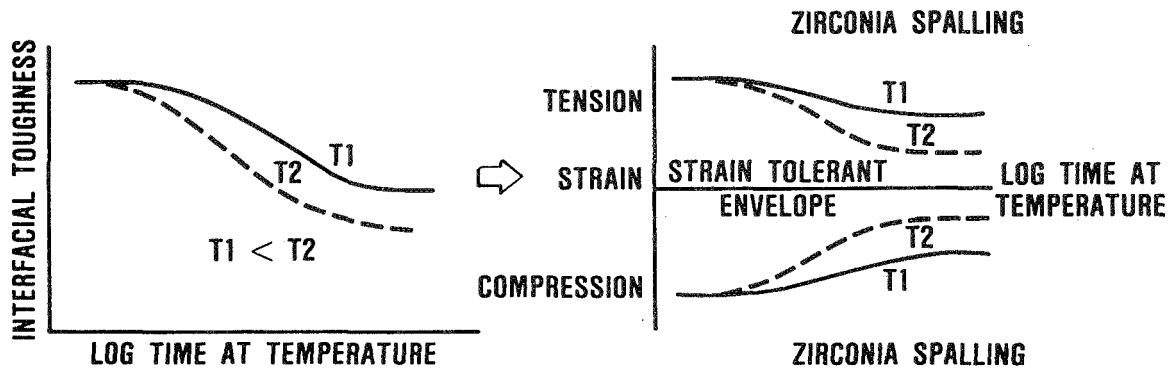 INTERFACIAL TOUGHNESS
T1
T2
T1 < T2
LOG TIME AT TEMPERATURE
ZIRCONIA SPALLING
TENSION
T1
T2
STRAIN
STRAIN TOLERANT
ENVELOPE
LOG TIME AT
TEMPERATURE
T2
T1
COMPRESSION
ZIRCONIA SPALLING